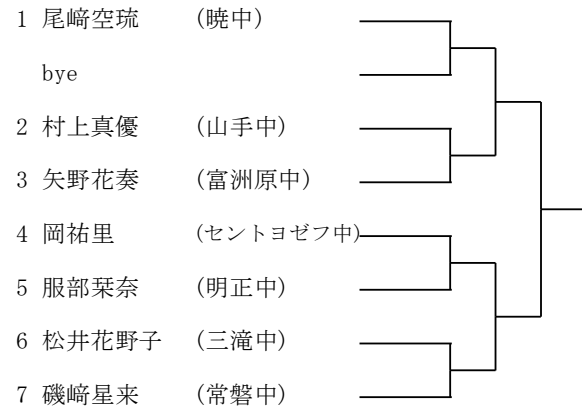 1 尾﨑空琉 (暁中)
bye
2 村上真優 (山手中)
3 矢野花奏 (富洲原中)
4 岡祐里 (セントヨゼフ中)
5 服部栞奈 (明正中)
6 松井花野子 (三滝中)
7 磯﨑星来 (常磐中)